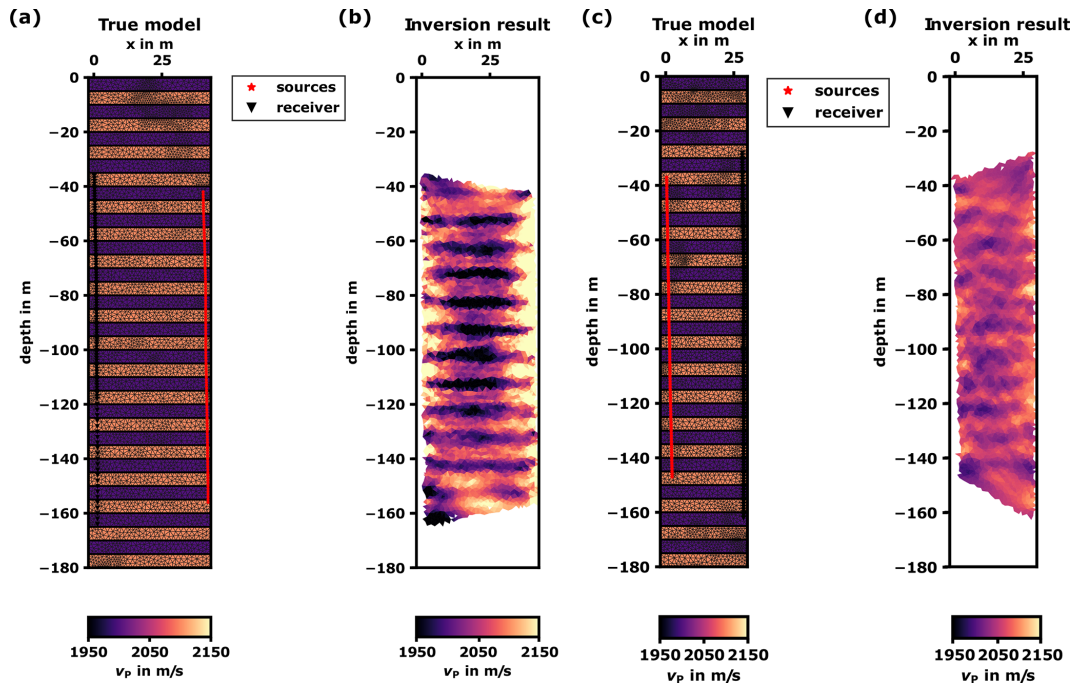 (a)
True model
x in m
0 25
sources
receiver
depth in m
0
−20
−40
−60
−80
−100
−120
−140
−160
−180
1950 2050 2150
vP in m/s
(b)
Inversion result
x in m
0 25
depth in m
0
−20
−40
−60
−80
−100
−120
−140
−160
−180
1950 2050 2150
vP in m/s
(c)
True model
x in m
0 25
sources
receiver
depth in m
0
−20
−40
−60
−80
−100
−120
−140
−160
−180
1950 2050 2150
vP in m/s
(d)
Inversion result
x in m
0 25
depth in m
0
−20
−40
−60
−80
−100
−120
−140
−160
−180
1950 2050 2150
vP in m/s